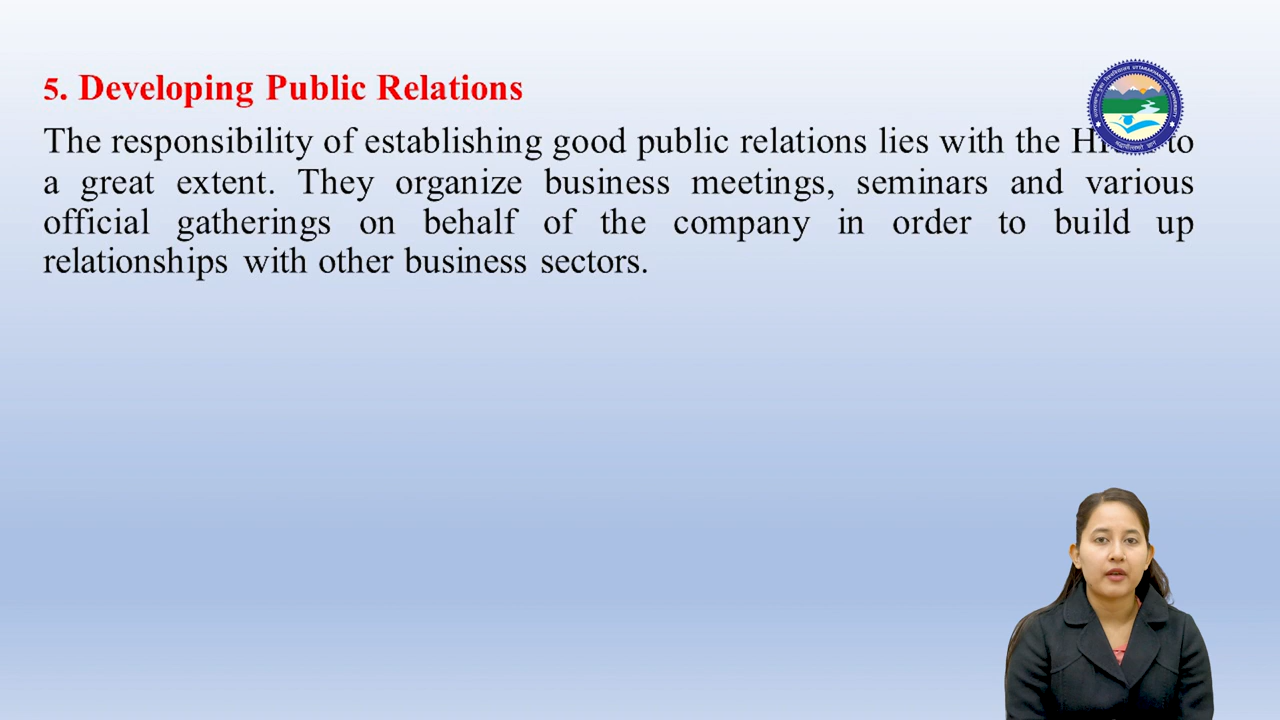 5. Developing Public Relations
The responsibility of establishing good public relations lies with the to
a great extent. They organize business meetings, seminars and various
official gatherings on behalf of the company in order to build up
relationships with other business sectors.